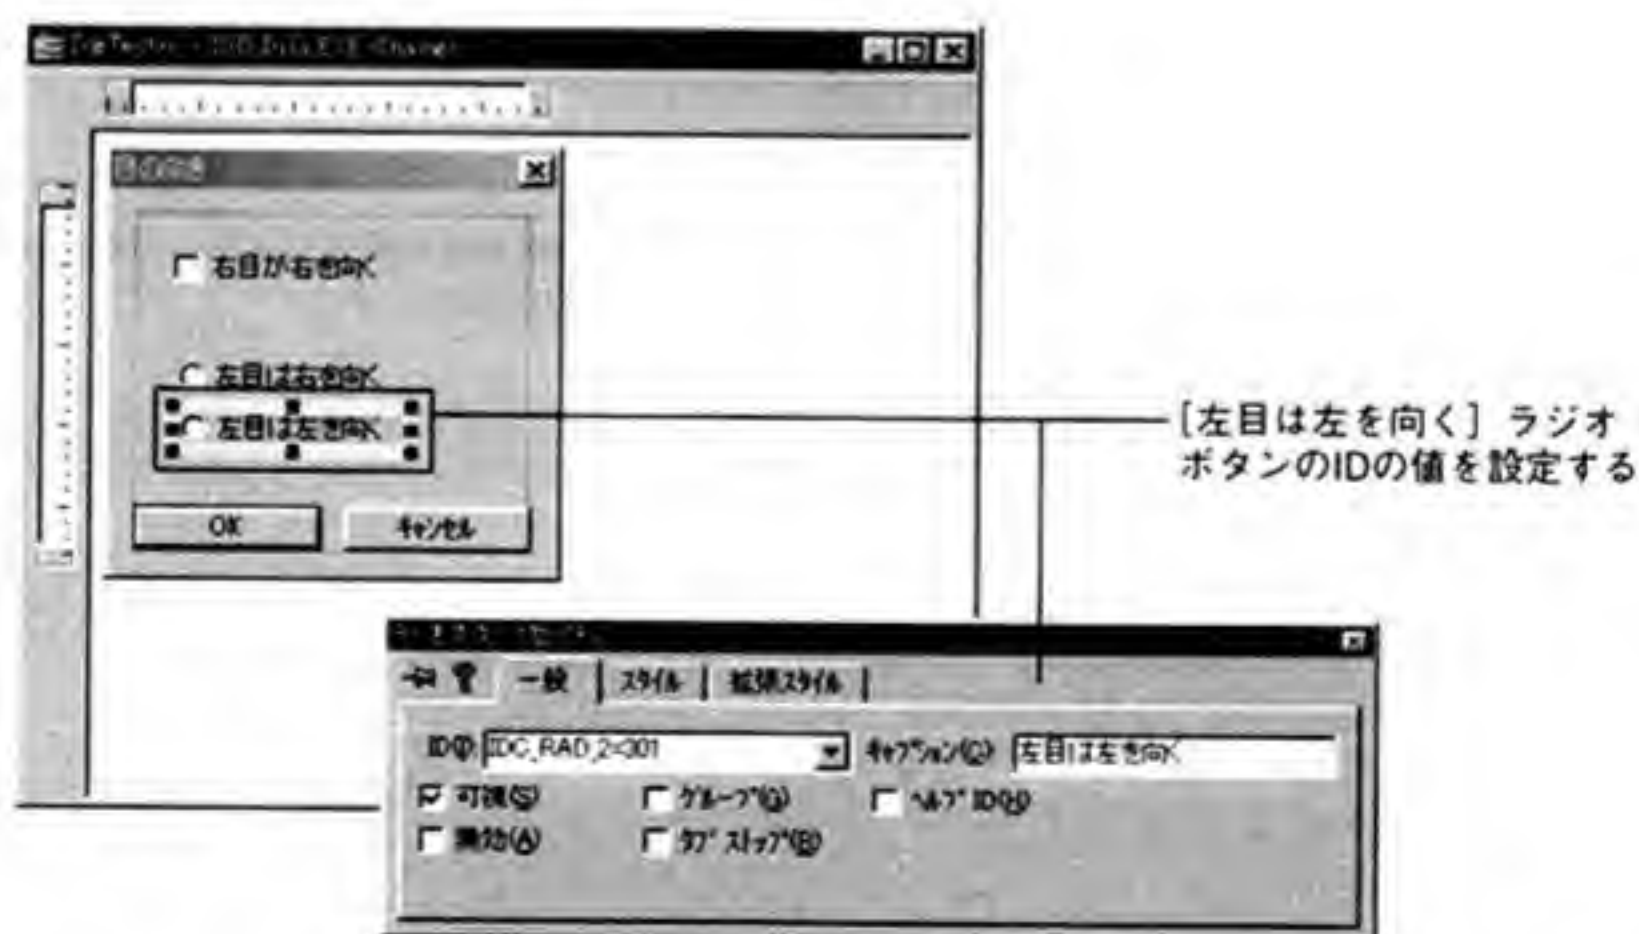 右目が右を向く
左目は右を向く
左目は左を向く
OK
キャンセル
[左目は左を向く] ラジオ
ボタンのIDの値を設定する
一般
スタイル
拡張スタイル
ID(I): IDC_RAD_2=301
キャプション(C): 左目は左を向く
可視(S)
グループ(G)
ヘルプ ID(H)
無効(A)
タブ ストップ(B)